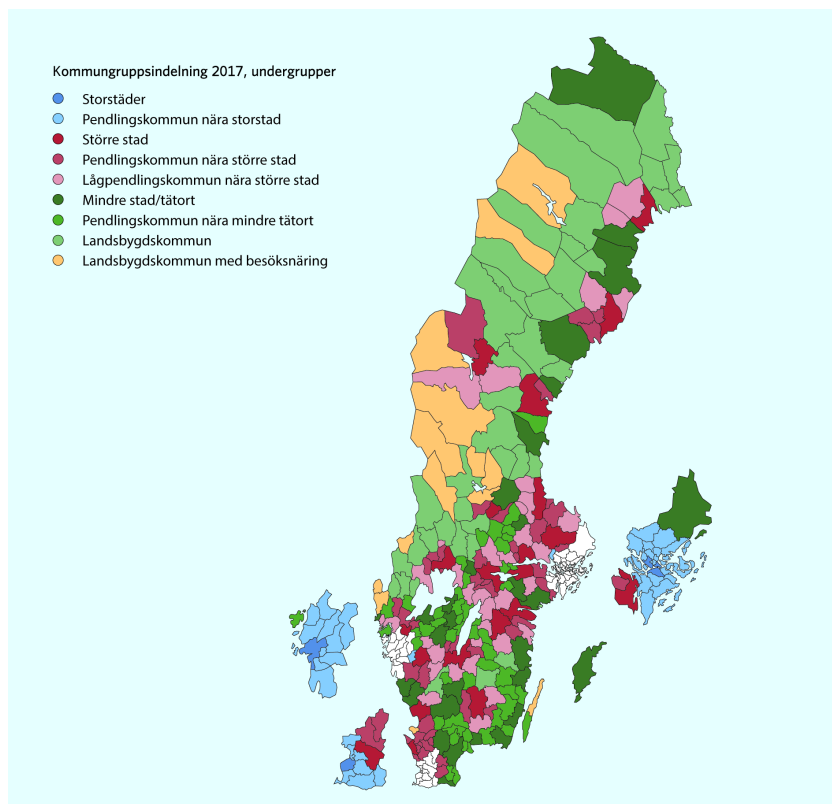 Kommungruppsindelning 2017, undergrupper
Storstäder
Pendlingskommun nära storstad
Större stad
Pendlingskommun nära större stad
Lågpendlingskommun nära större stad
Mindre stad/tätort
Pendlingskommun nära mindre tätort
Landsbygdskommun
Landsbygdskommun med besöksnäring